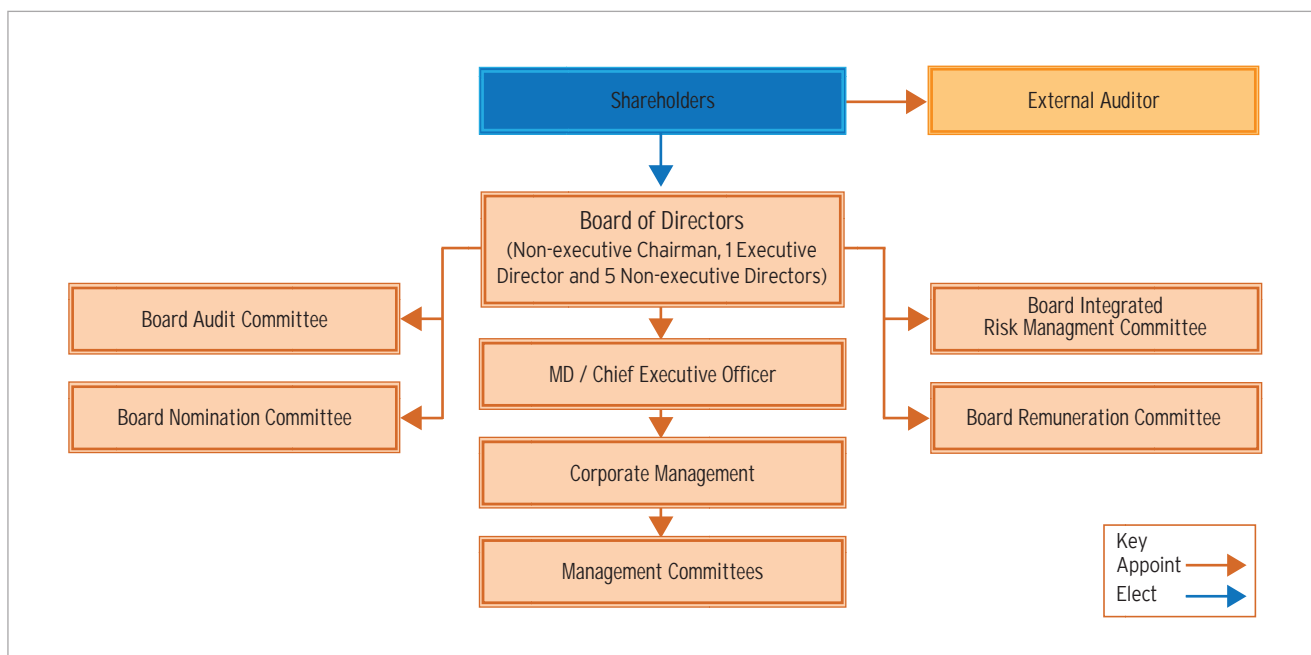 Shareholders
External Auditor
Board of Directors
(Non-executive Chairman, 1 Executive
Director and 5 Non-executive Directors)
Board Audit Committee
Board Integrated
Risk Managment Committee
MD / Chief Executive Officer
Board Nomination Committee
Board Remuneration Committee
Corporate Management
Management Committees
Key
Appoint
Elect